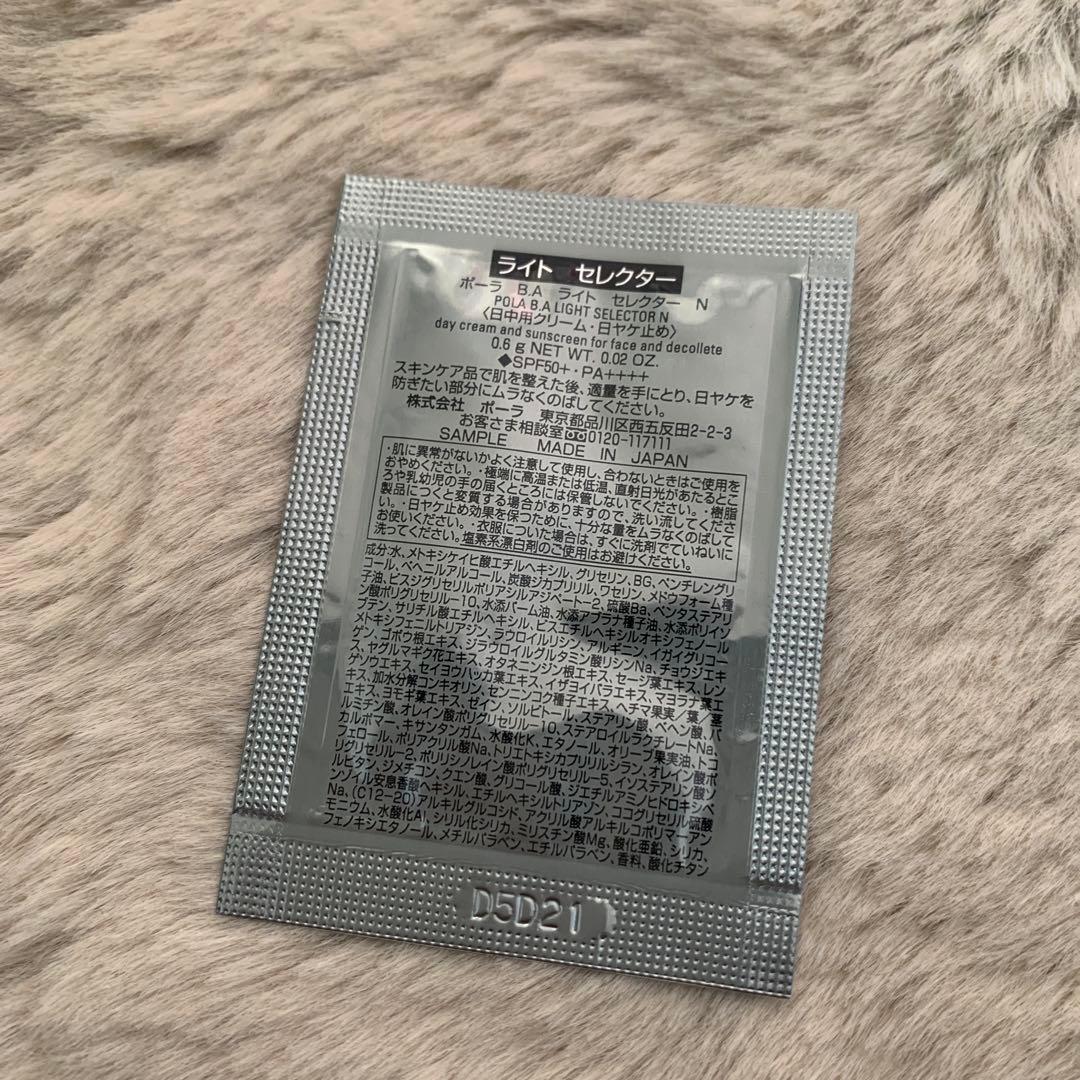 ライト セレクター
ポーラ B.A ライト セレクター N
POLA B.A LIGHT SELECTOR N
〈日中用クリーム・日ヤケ止め〉
day cream and sunscreen for face and decollete
0.6 g NET WT. 0.02 OZ.
◆SPF50+・PA++++
スキンケア品で肌を整えた後、適量を手にとり、日ヤケを
防ぎたい部分にムラなくのばしてください。
株式会社 ポーラ 東京都品川区西五反田2-2-3
お客さま相談室 0120-117111
SAMPLE MADE IN JAPAN
・肌に異常がないかよく注意して使用し、合わないときはご使用を
おやめください。・極端に高温または低温、直射日光があたるとこ
ろや乳幼児の手の届くところには保管しないでください。・樹脂
製品につくと変質する場合がありますので、洗い流してくださ
い。・日ヤケ止め効果を保つために、十分な量をムラなくのばして
お使いください。・衣服についた場合は、すぐに洗剤でていねいに
洗ってください。塩素系漂白剤のご使用はお避けください。
成分:水、メトキシケイヒ酸エチルヘキシル、グリセリン、BG、ペンチレングリ
コール、ベヘニルアルコール、炭酸ジカプリリル、ワセリン、メドウフォーム種
子油、ビスジグリセリルポリアシルアジペート-2、硫酸Ba、ペンタステアリ
ン酸ポリグリセリル-10、水添パーム油、水添アブラナ種子油、水添ポリイソ
ブテン、サリチル酸エチルヘキシル、ビスエチルヘキシルオキシフェノール
メトキシフェニルトリアジン、ラウロイルリシン、アルギニン、イガイグリコー
ゲン、ゴボウ根エキス、ジラウロイルグルタミン酸リシンNa、チョウジエキ
ス、ヤグルマギク花エキス、オタネニンジン根エキス、セージ葉エキス、レン
ゲソウエキス、セイヨウハッカ葉エキス、イザヨイバラエキス、マヨラナ葉エ
キス、加水分解コンキオリン、センニンコク種子エキス、ヘチマ果実/葉/茎
エキス、ヨモギ葉エキス、ゼイン、ソルビトール、ステアリン酸、ベヘン酸、パ
ルミチン酸、オレイン酸ポリグリセリル-10、ステアロイルラクチレートNa、
カルボマー、キサンタンガム、水酸化K、エタノール、オリーブ果実油、トコ
フェロール、ポリアクリル酸Na、トリエトキシカプリリルシラン、オレイン酸ポ
リグリセリル-2、ポリリシノレイン酸ポリグリセリル-5、イソステアリン酸ソ
ルビタン、ジメチコン、クエン酸、グリコール酸、ジエチルアミノヒドロキシベ
ンゾイル安息香酸ヘキシル、エチルヘキシルトリアゾン、ココグリセリル硫酸
Na、(C12-20)アルキルグルコシド、アクリル酸アルキルコポリマーアン
モニウム、水酸化Al、シリル化シリカ、ミリスチン酸Mg、酸化亜鉛、シリカ、
フェノキシエタノール、メチルパラベン、エチルパラベン、香料、酸化チタン
D5D21